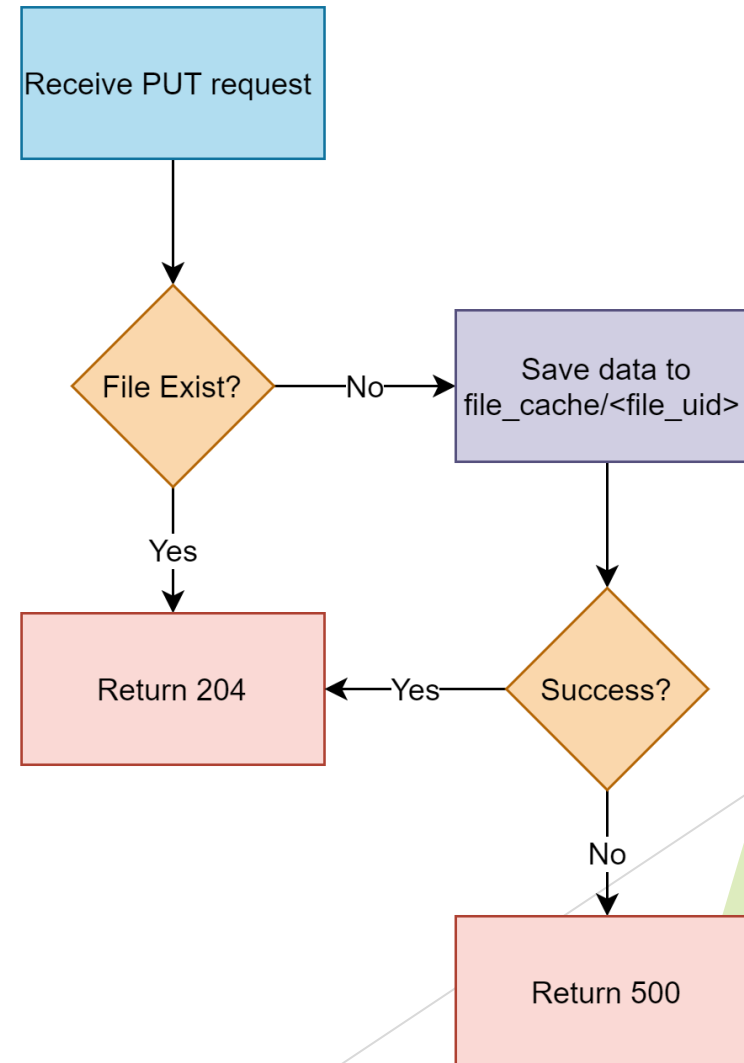 Receive PUT request
File Exist?
No
Save data to
file_cache/<file_uid>
Yes
Return 204
Yes
Success?
No
Return 500